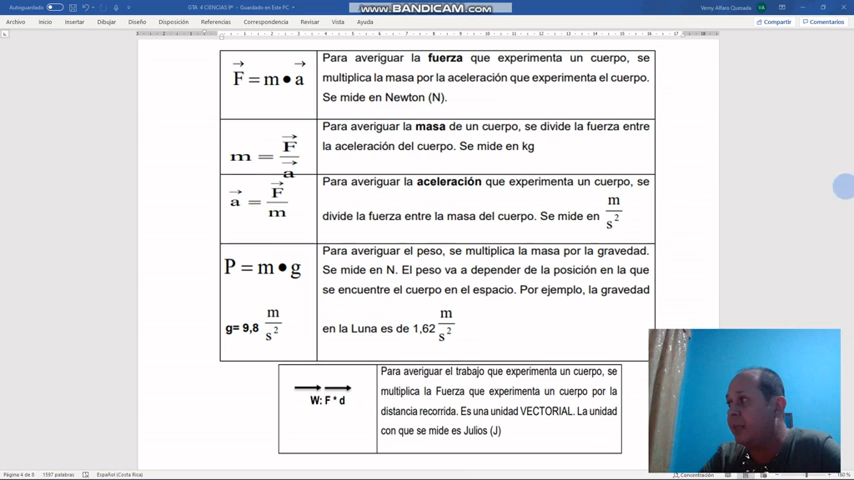 Autoguardado
GTA 4 CIENCIAS 9º - Guardado en Este PC
WWW.BANDICAM.COM
Verny Alfaro Quesada
VA
Archivo Inicio Insertar Dibujar Diseño Disposición Referencias Correspondencia Revisar Vista Ayuda
Compartir Comentarios
F = m • a
Para averiguar la fuerza que experimenta un cuerpo, se
multiplica la masa por la aceleración que experimenta el cuerpo.
Se mide en Newton (N).
m = F / a
Para averiguar la masa de un cuerpo, se divide la fuerza entre
la aceleración del cuerpo. Se mide en kg
a = F / m
Para averiguar la aceleración que experimenta un cuerpo, se
divide la fuerza entre la masa del cuerpo. Se mide en m / s²
P = m • g
g= 9,8 m / s²
Para averiguar el peso, se multiplica la masa por la gravedad.
Se mide en N. El peso va a depender de la posición en la que
se encuentre el cuerpo en el espacio. Por ejemplo, la gravedad
en la Luna es de 1,62 m / s²
W: F * d
Para averiguar el trabajo que experimenta un cuerpo, se
multiplica la Fuerza que experimenta un cuerpo por la
distancia recorrida. Es una unidad VECTORIAL. La unidad
con que se mide es Julios (J)
Página 4 de 8 1597 palabras Español (Costa Rica)
Concentración
160 %